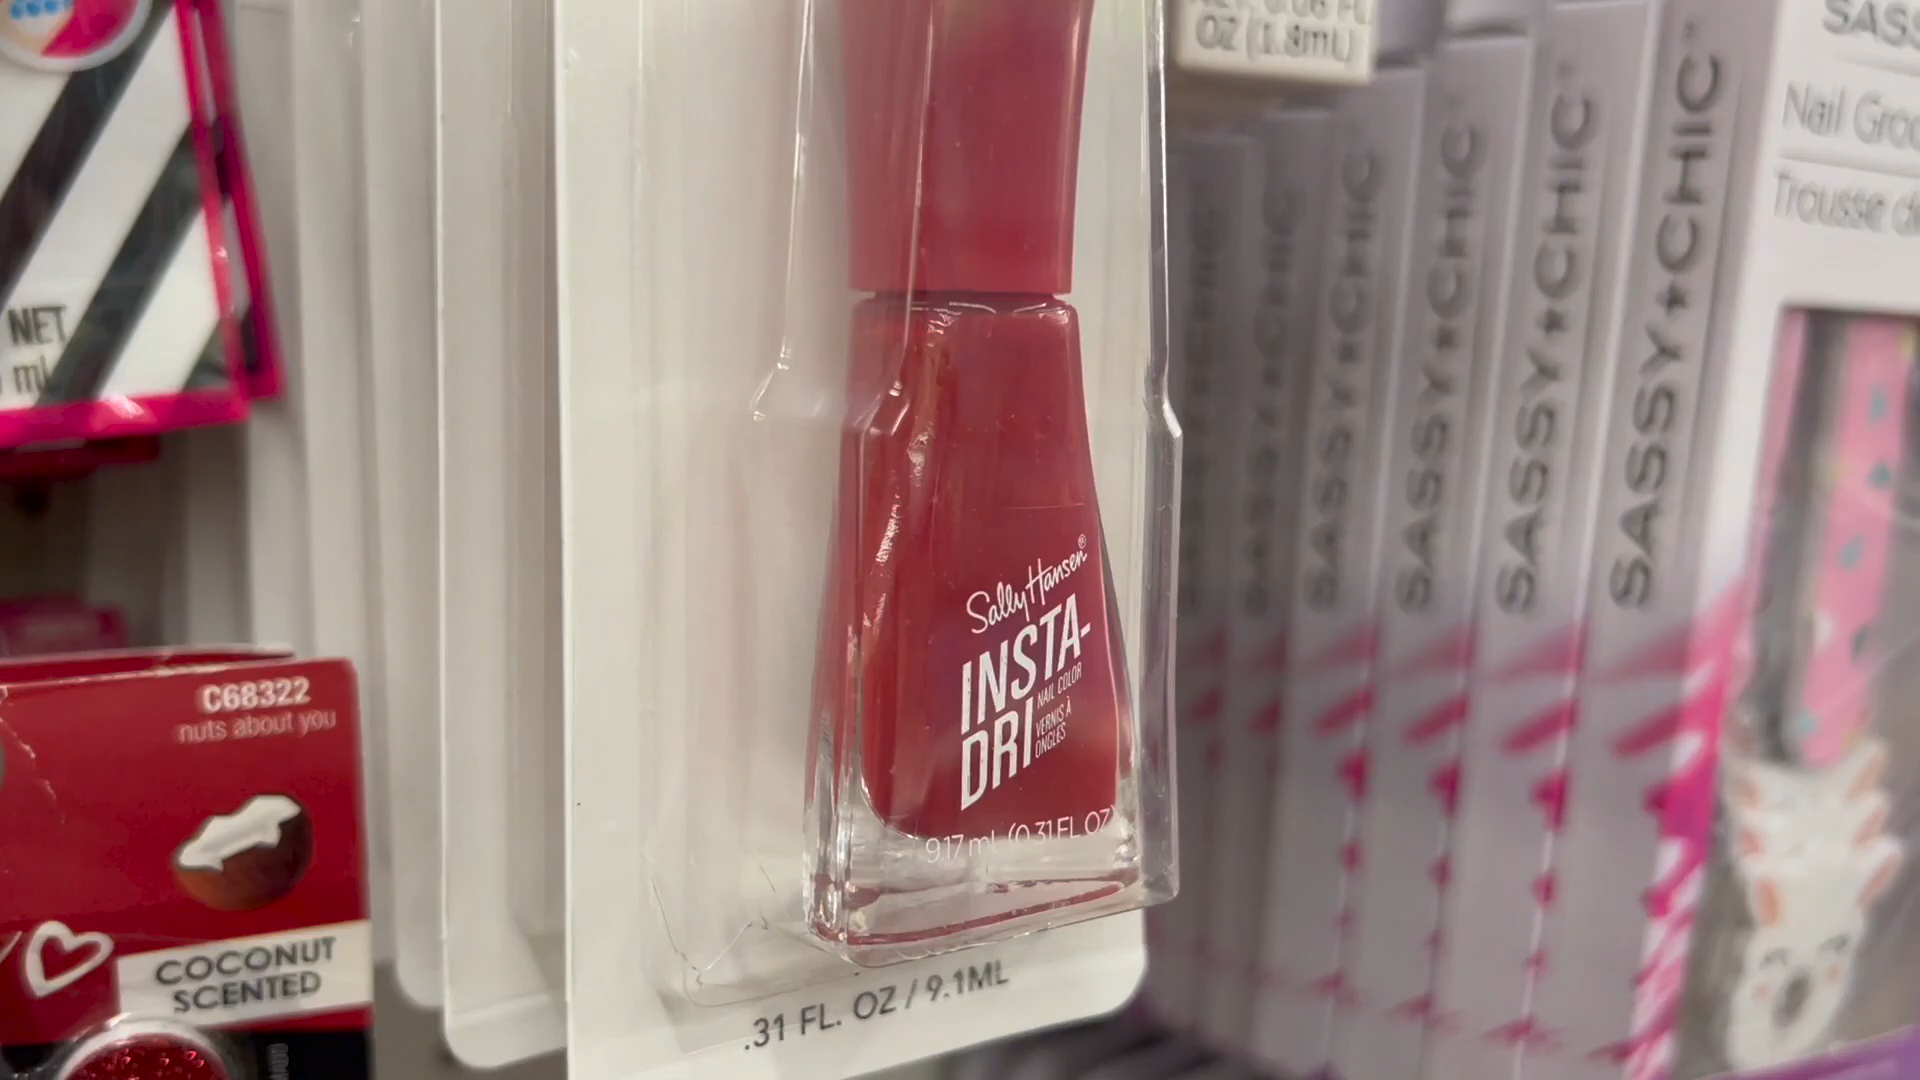 NET
mL
C68322
nuts about you
COCONUT
SCENTED
Sally Hansen®
INSTA-
DRI
NAIL COLOR
VERNIS À
ONGLES
9.17 mL (0.31 FL OZ)
.31 FL. OZ / 9.1ML
OZ (1.8mL)
SASSY+CHIC
SASSY+CHIC
SASSY+CHIC
SASSY+CHIC
SASSY+CHIC
SASSY+CHIC
Nail
Trousse